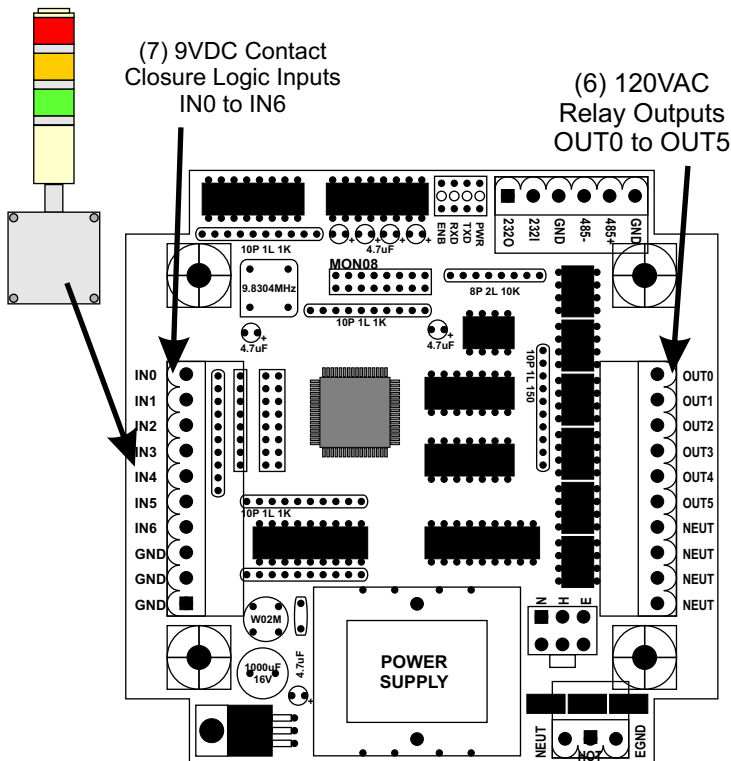 (7) 9VDC Contact
Closure Logic Inputs
IN0 to IN6
(6) 120VAC
Relay Outputs
OUT0 to OUT5
ENB
RXD
TXD
PWR
232O
232I
GND
485-
485+
GND
10P 1L 1K
+
+
+
+
4.7uF
MON08
9.8304MHz
8P 2L 10K
10P 1L 1K
+
4.7uF
+
4.7uF
10P 1L 150
IN0
IN1
IN2
IN3
IN4
IN5
IN6
GND
GND
GND
OUT0
OUT1
OUT2
OUT3
OUT4
OUT5
NEUT
NEUT
NEUT
NEUT
10P 1L 1K
W02M
4.7uF
+
1000uF
16V
POWER
SUPPLY
N
H
E
NEUT
HOT
EGND